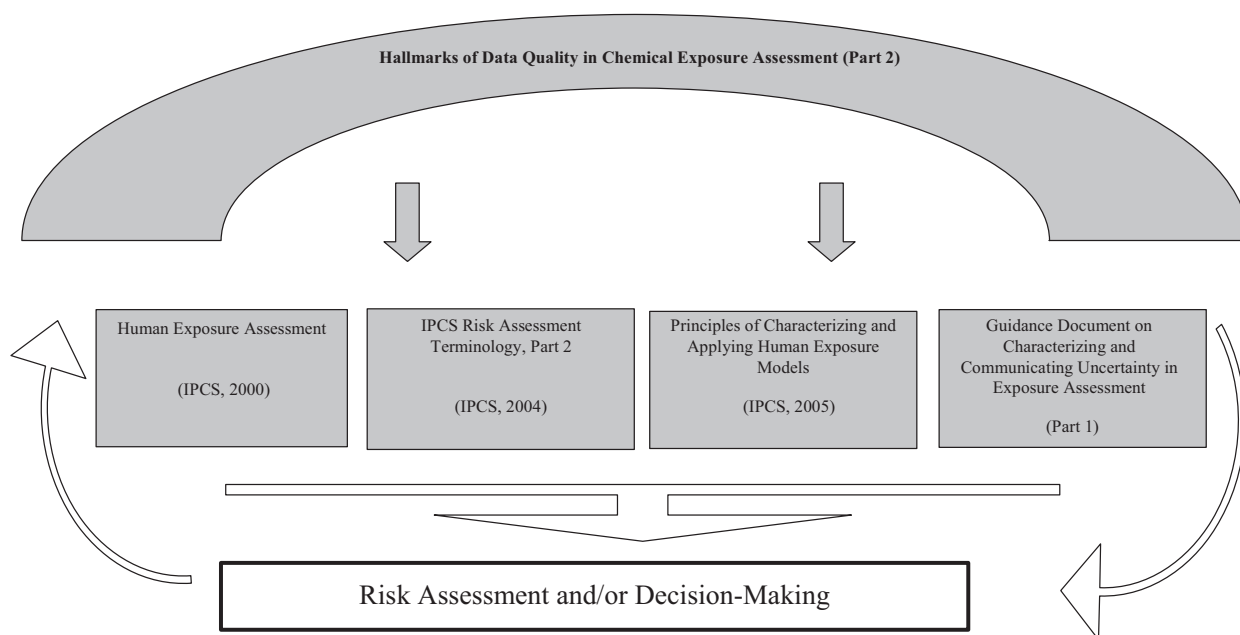 Hallmarks of Data Quality in Chemical Exposure Assessment (Part 2)
Human Exposure Assessment
(IPCS, 2000)
IPCS Risk Assessment
Terminology, Part 2
(IPCS, 2004)
Principles of Characterizing and
Applying Human Exposure
Models
(IPCS, 2005)
Guidance Document on
Characterizing and
Communicating Uncertainty in
Exposure Assessment
(Part 1)
Risk Assessment and/or Decision-Making